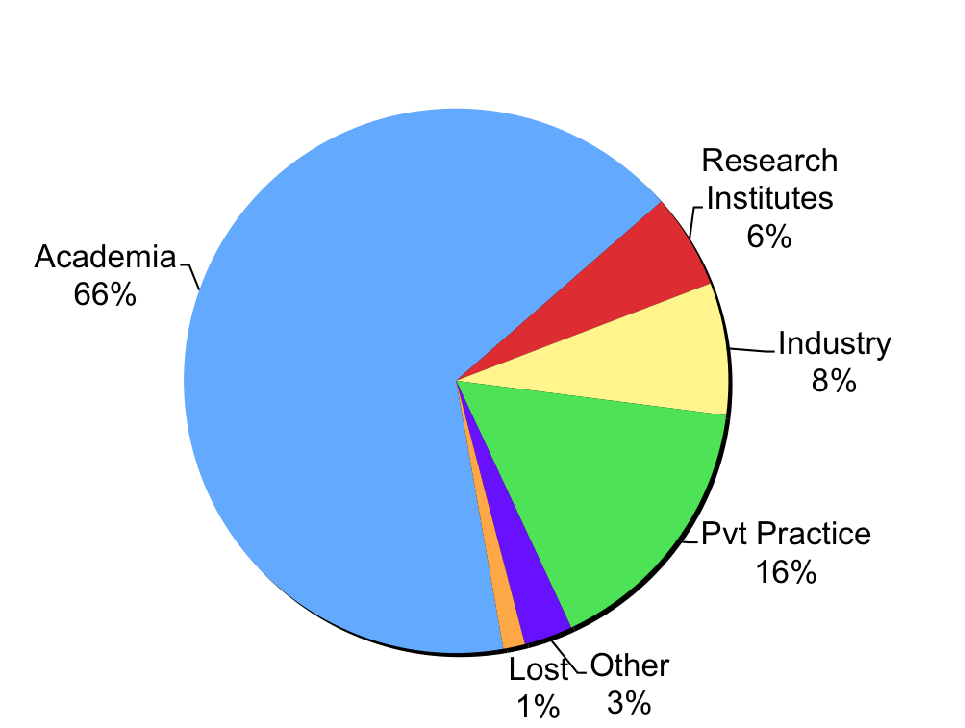 Research
Institutes
6%
Academia
66%
Industry
8%
Pvt Practice
16%
Other
3%
Lost
1%